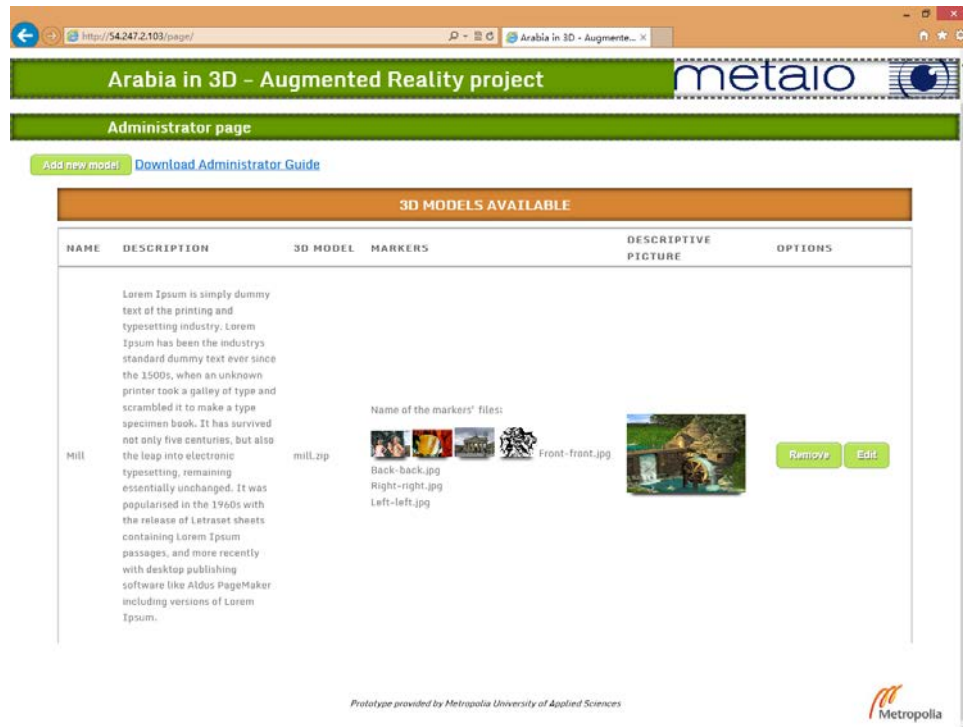 http://54.247.2.103/page/
Arabia in 3D - Augmente...
Arabia in 3D - Augmented Reality project
metaio
Administrator page
Add new model Download Administrator Guide
3D MODELS AVAILABLE
NAME DESCRIPTION 3D MODEL MARKERS DESCRIPTIVE PICTURE OPTIONS
Mill
Lorem Ipsum is simply dummy
text of the printing and
typesetting industry. Lorem
Ipsum has been the industrys
standard dummy text ever since
the 1500s, when an unknown
printer took a galley of type and
scrambled it to make a type
specimen book. It has survived
not only five centuries, but also
the leap into electronic
typesetting, remaining
essentially unchanged. It was
popularised in the 1960s with
the release of Letraset sheets
containing Lorem Ipsum
passages, and more recently
with desktop publishing
software like Aldus PageMaker
including versions of Lorem
Ipsum.
mill.zip
Name of the markers' files:
Front-front.jpg
Back-back.jpg
Right-right.jpg
Left-left.jpg
Remove Edit
Prototype provided by Metropolia University of Applied Sciences
Metropolia